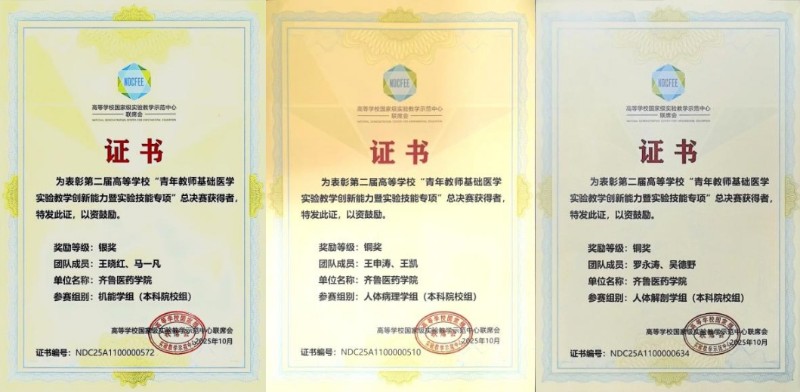 NDCFEE
高等学校国家级实验教学示范中心
联席会
证书
为表彰第二届高等学校“青年教师基础医学
实验教学创新能力暨实验技能专项”总决赛获得者，
特发此证，以资鼓励。
奖励等级：银奖
团队成员：王晓红、马一凡
单位名称：齐鲁医药学院
参赛组别：机能学组（本科院校组）
高等学校国家级实验教学示范中心联席会
2025年10月
证书编号：NDC25A1100000572
NDCFEE
高等学校国家级实验教学示范中心
联席会
证书
为表彰第二届高等学校“青年教师基础医学
实验教学创新能力暨实验技能专项”总决赛获得者，
特发此证，以资鼓励。
奖励等级：铜奖
团队成员：王申涛、王凯
单位名称：齐鲁医药学院
参赛组别：人体病理学组（本科院校组）
高等学校国家级实验教学示范中心联席会
2025年10月
证书编号：NDC25A1100000510
NDCFEE
高等学校国家级实验教学示范中心
联席会
证书
为表彰第二届高等学校“青年教师基础医学
实验教学创新能力暨实验技能专项”总决赛获得者，
特发此证，以资鼓励。
奖励等级：铜奖
团队成员：罗永涛、吴德野
单位名称：齐鲁医药学院
参赛组别：人体解剖学组（本科院校组）
高等学校国家级实验教学示范中心联席会
2025年10月
证书编号：NDC25A1100000634